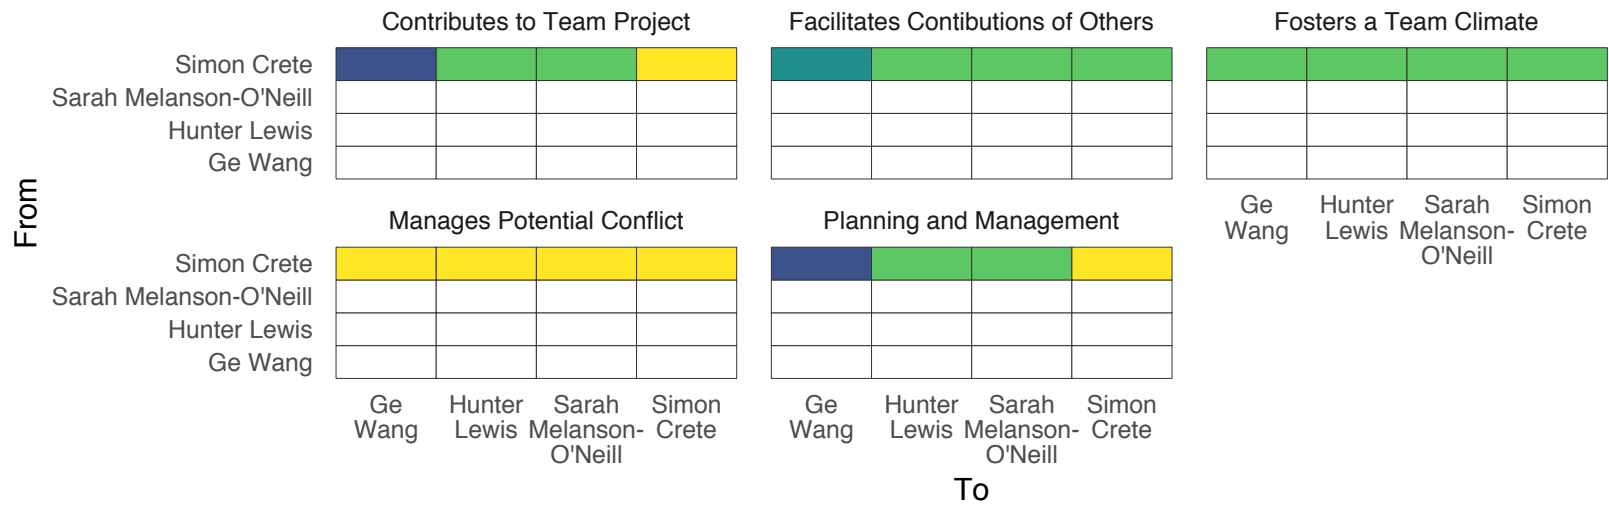 Contributes to Team Project
Facilitates Contibutions of Others
Fosters a Team Climate
Simon Crete
Sarah Melanson-O'Neill
Hunter Lewis
Ge Wang
From
Ge
Wang
Hunter
Lewis
Sarah
Melanson-
O'Neill
Simon
Crete
Manages Potential Conflict
Planning and Management
Simon Crete
Sarah Melanson-O'Neill
Hunter Lewis
Ge Wang
Ge
Wang
Hunter
Lewis
Sarah
Melanson-
O'Neill
Simon
Crete
Ge
Wang
Hunter
Lewis
Sarah
Melanson-
O'Neill
Simon
Crete
To